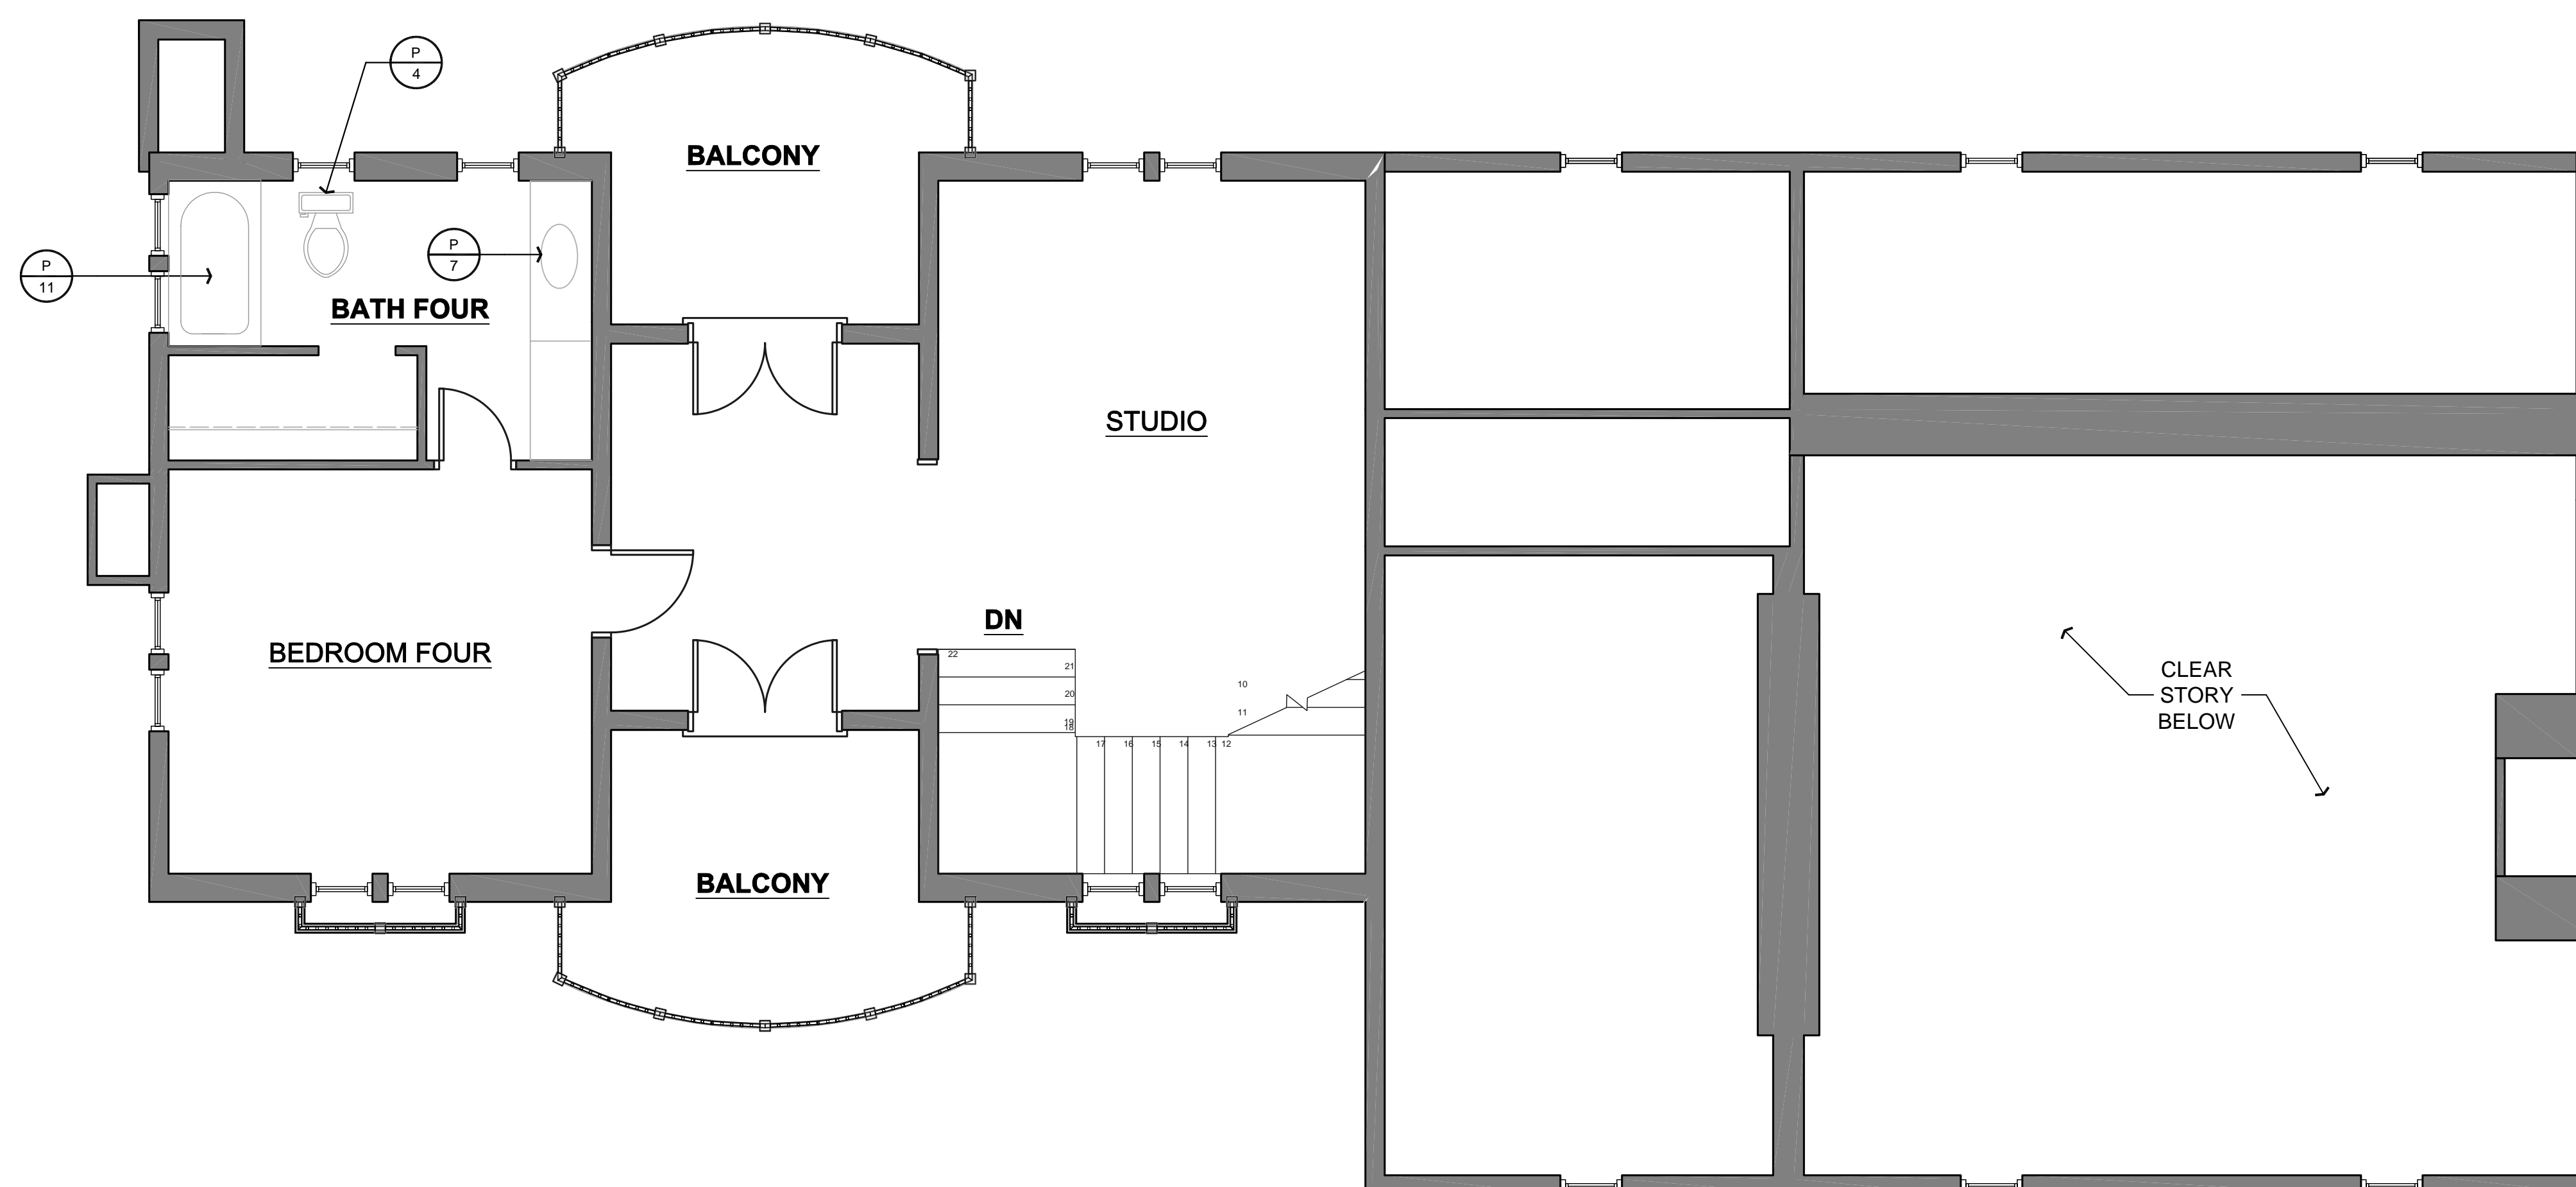 P
4
BALCONY
P
7
P
11
BATH FOUR
STUDIO
DN
BEDROOM FOUR
22
21
20
19
18
17
16
15
14
13
12
11
10
CLEAR
STORY
BELOW
BALCONY